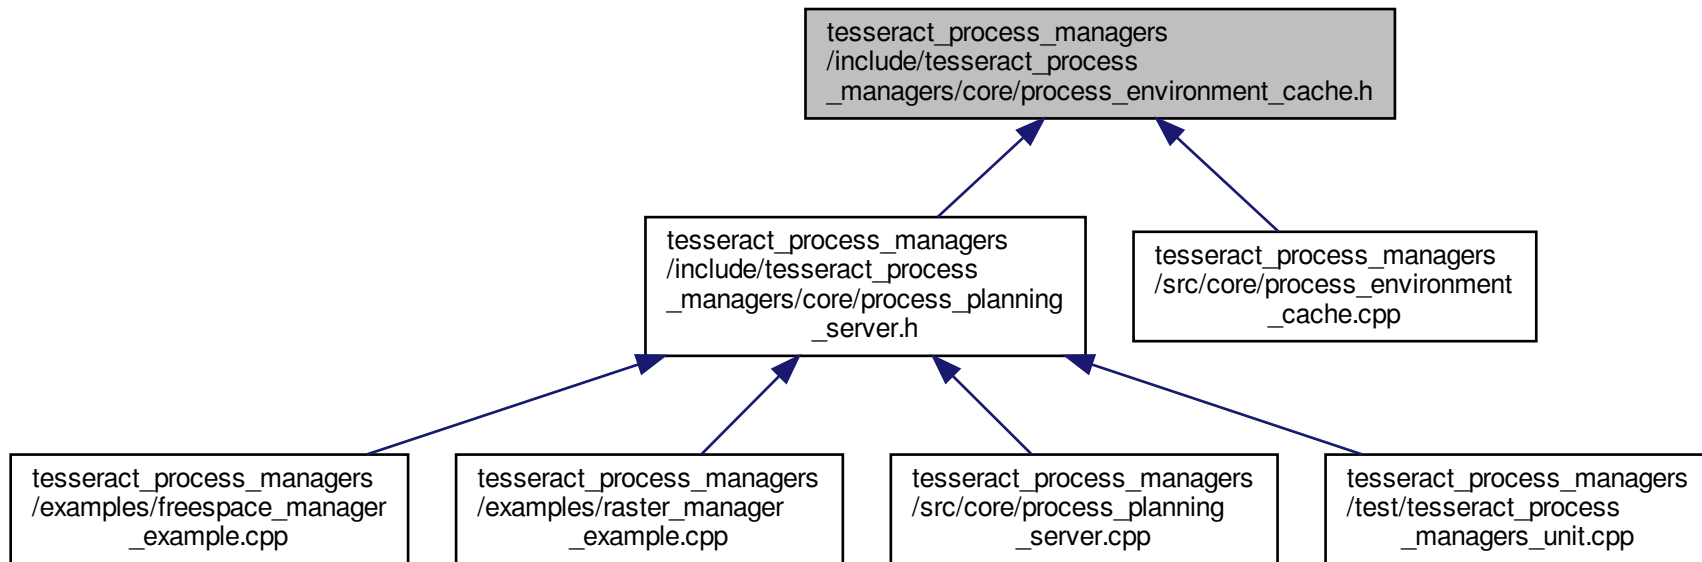 tesseract_process_managers
/include/tesseract_process
_managers/core/process_environment_cache.h
tesseract_process_managers
/include/tesseract_process
_managers/core/process_planning
_server.h
tesseract_process_managers
/src/core/process_environment
_cache.cpp
tesseract_process_managers
/examples/freespace_manager
_example.cpp
tesseract_process_managers
/examples/raster_manager
_example.cpp
tesseract_process_managers
/src/core/process_planning
_server.cpp
tesseract_process_managers
/test/tesseract_process
_managers_unit.cpp